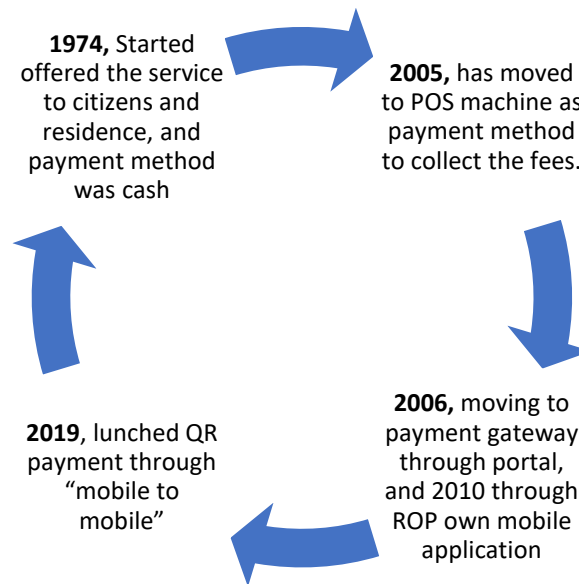 1974, Started
offered the service
to citizens and
residence, and
payment method
was cash
2005, has moved
to POS machine as
payment method
to collect the fees.
2006, moving to
payment gateway
through portal,
and 2010 through
ROP own mobile
application
2019, lunched QR
payment through
“mobile to
mobile”